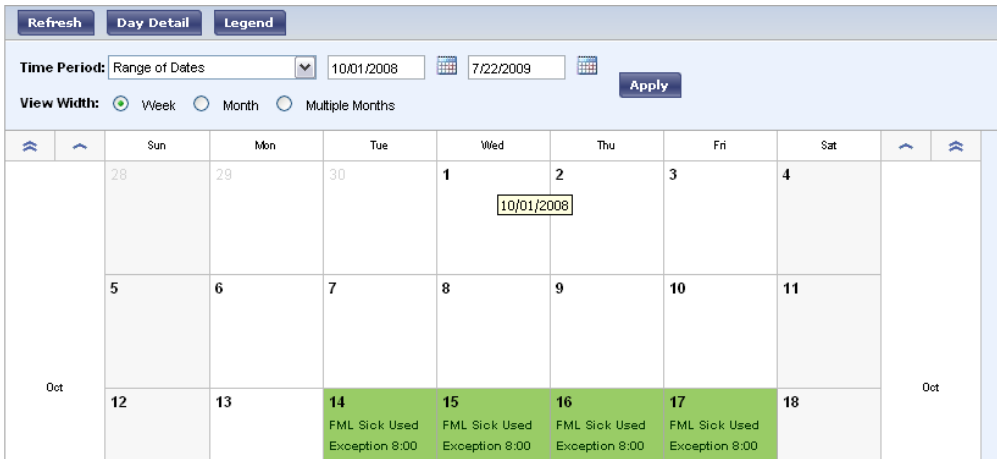 Refresh Day Detail Legend
Time Period: Range of Dates 10/01/2008 7/22/2009
Apply
View Width: Week Month Multiple Months
Sun Mon Tue Wed Thu Fri Sat
28 29 30 1 2 3 4
10/01/2008
5 6 7 8 9 10 11
Oct Oct
12 13 14 15 16 17 18
FML Sick Used FML Sick Used FML Sick Used FML Sick Used
Exception 8:00 Exception 8:00 Exception 8:00 Exception 8:00